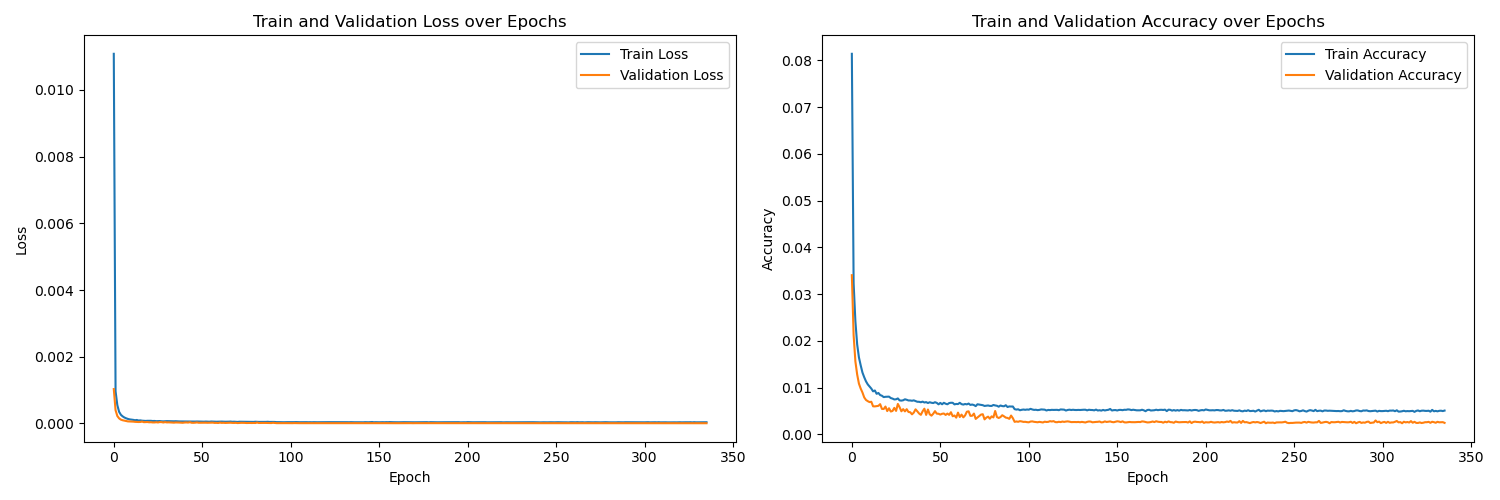 Train and Validation Loss over Epochs
Train Loss
Validation Loss
0.010
0.008
0.006
0.004
0.002
0.000
Loss
0 50 100 150 200 250 300 350
Epoch
Train and Validation Accuracy over Epochs
Train Accuracy
Validation Accuracy
0.08
0.07
0.06
0.05
0.04
0.03
0.02
0.01
0.00
Accuracy
0 50 100 150 200 250 300 350
Epoch